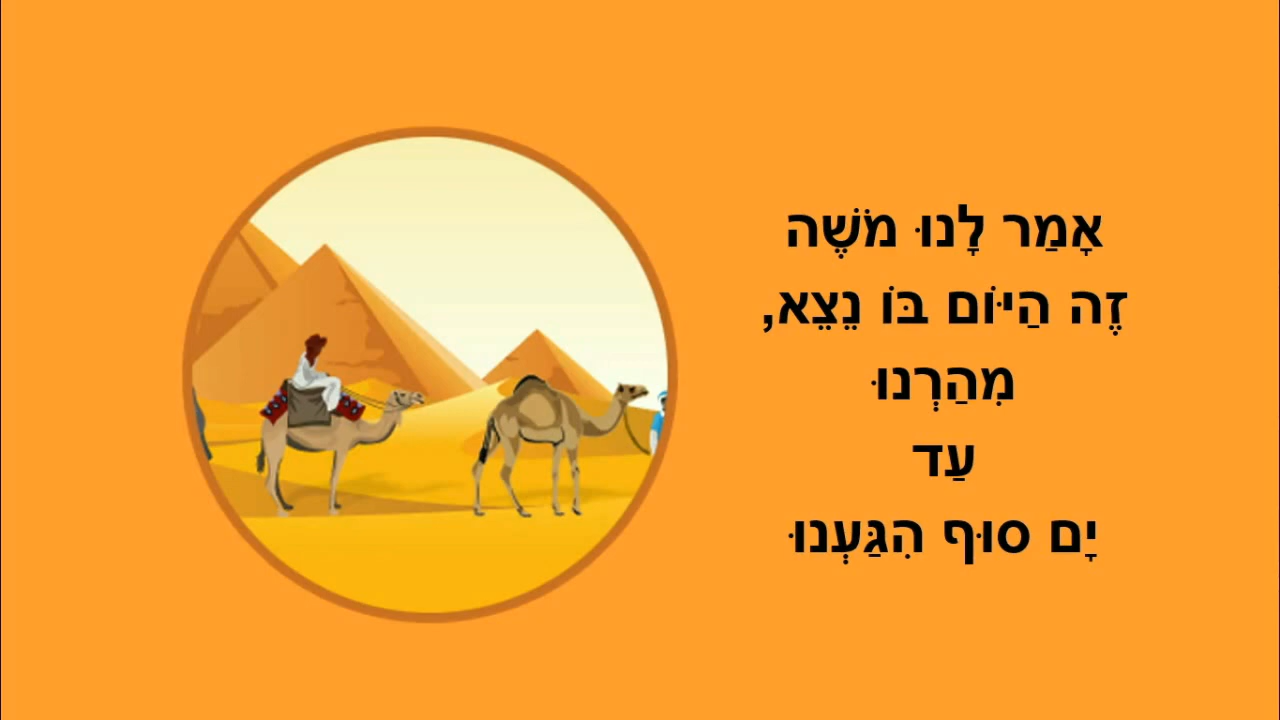 אָמַר לָנוּ מֹשֶׁה
זֶה הַיּוֹם בּוֹ נֵצֵא,
מִהַרְנוּ
עַד
יָם סוּף הִגַּעְנוּ